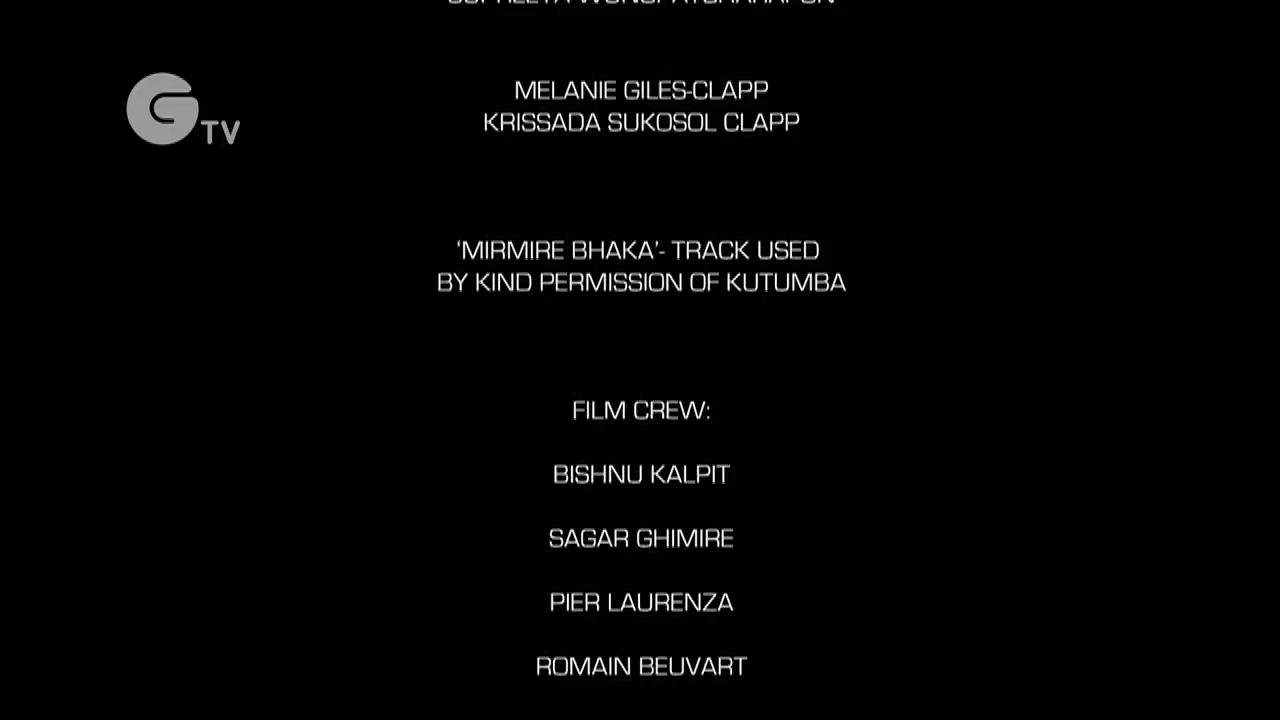 MELANIE GILES-CLAPP
KRISSADA SUKOSOL CLAPP
G TV
‘MIRMIRE BHAKA’- TRACK USED
BY KIND PERMISSION OF KUTUMBA
FILM CREW:
BISHNU KALPIT
SAGAR GHIMIRE
PIER LAURENZA
ROMAIN BEUVART